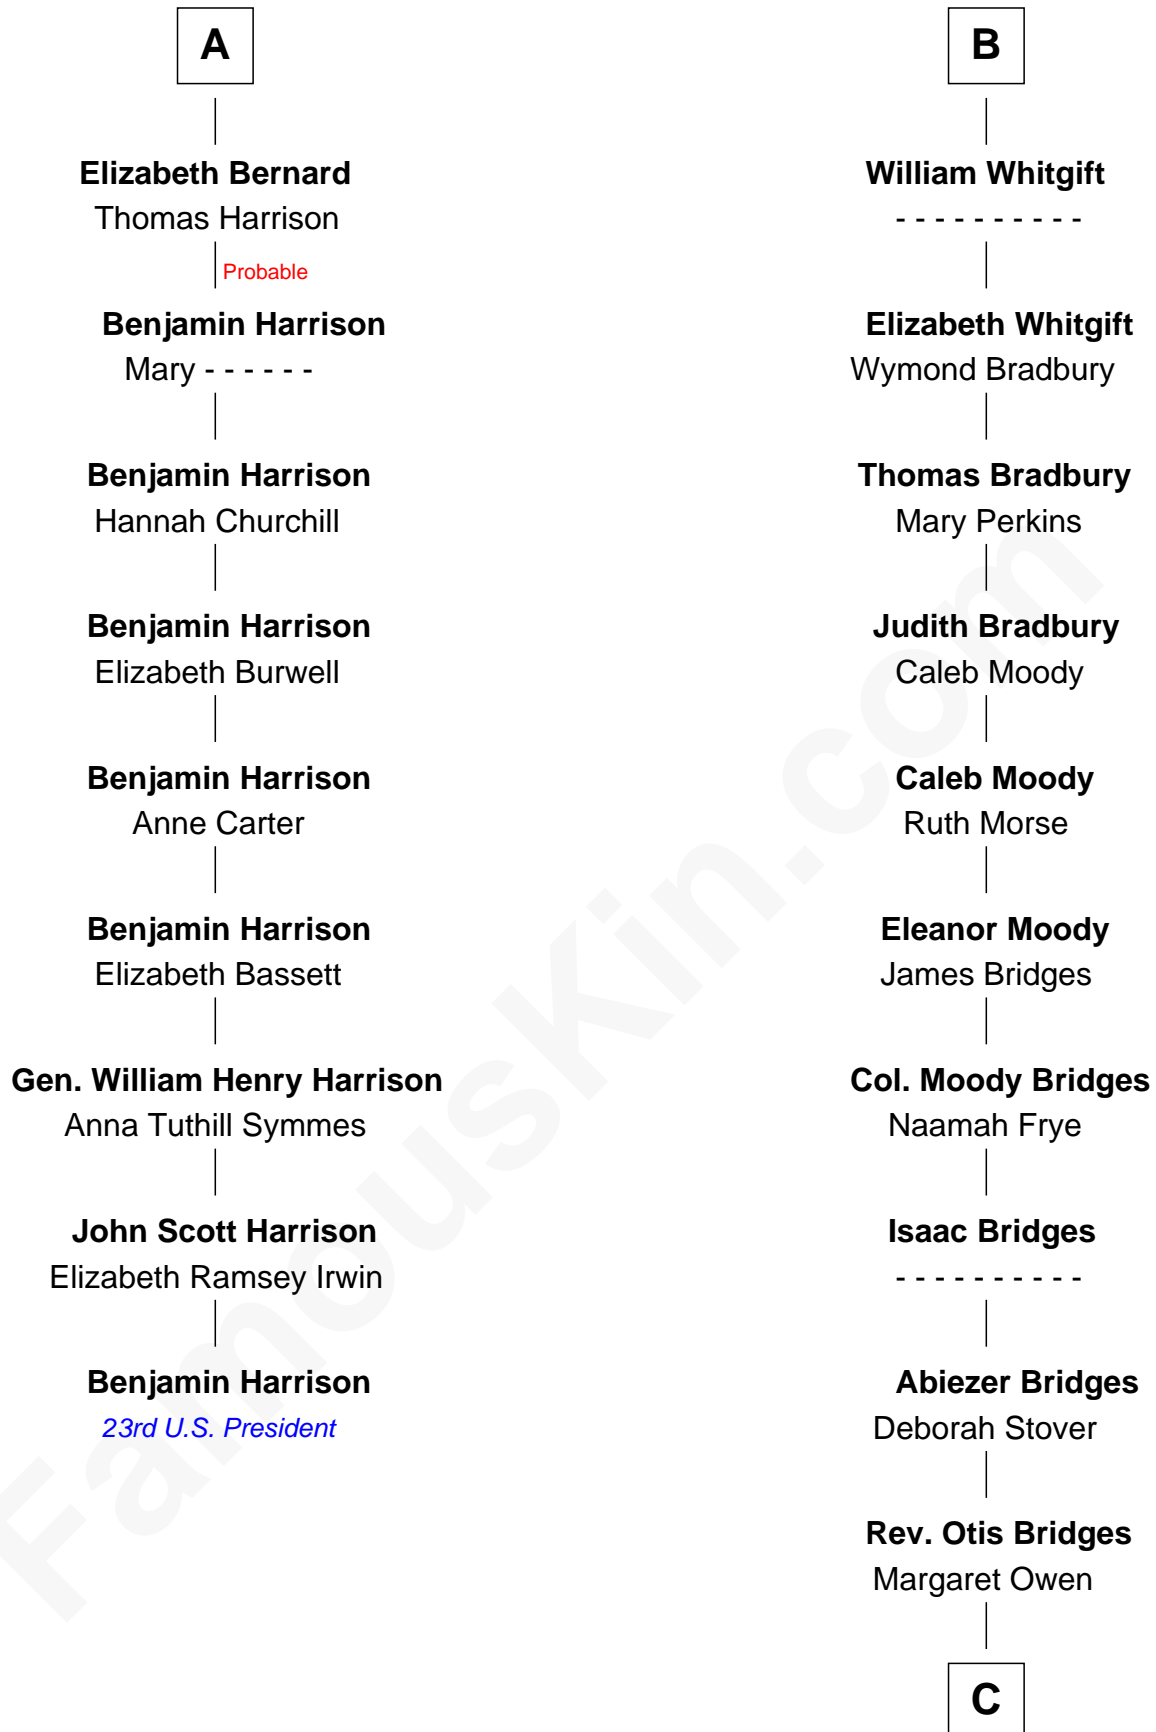 A
Elizabeth Bernard
Thomas Harrison
Probable
Benjamin Harrison
Mary - - - - - -
Benjamin Harrison
Hannah Churchill
Benjamin Harrison
Elizabeth Burwell
Benjamin Harrison
Anne Carter
Benjamin Harrison
Elizabeth Bassett
Gen. William Henry Harrison
Anna Tuthill Symmes
John Scott Harrison
Elizabeth Ramsey Irwin
Benjamin Harrison
23rd U.S. President
B
William Whitgift
- - - - - - - - - -
Elizabeth Whitgift
Wymond Bradbury
Thomas Bradbury
Mary Perkins
Judith Bradbury
Caleb Moody
Caleb Moody
Ruth Morse
Eleanor Moody
James Bridges
Col. Moody Bridges
Naamah Frye
Isaac Bridges
- - - - - - - - - -
Abiezer Bridges
Deborah Stover
Rev. Otis Bridges
Margaret Owen
C
FamousKin.com